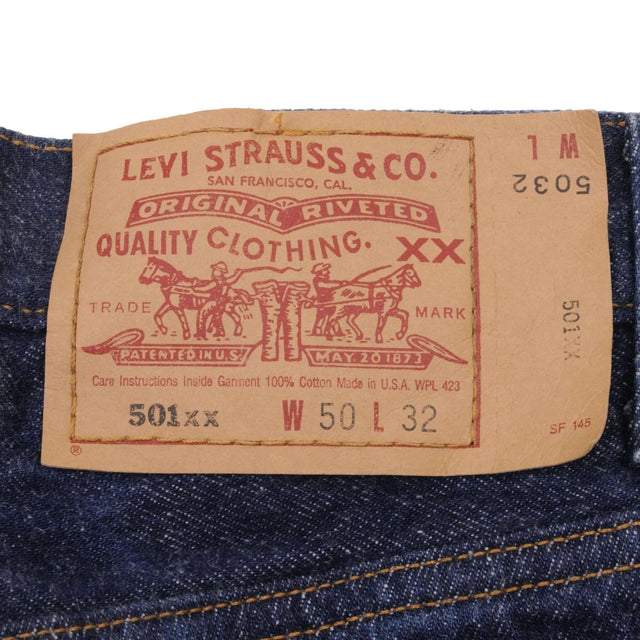 LEVI STRAUSS & CO.
SAN FRANCISCO, CAL.
ORIGINAL RIVETED
QUALITY CLOTHING. XX
TRADE MARK
PATENTED IN U.S. MAY 20 1873
Care Instructions Inside Garment 100% Cotton Made in U.S.A. WPL 423
501XX W 50 L 32
®
W L
5032
501XX
SF 145